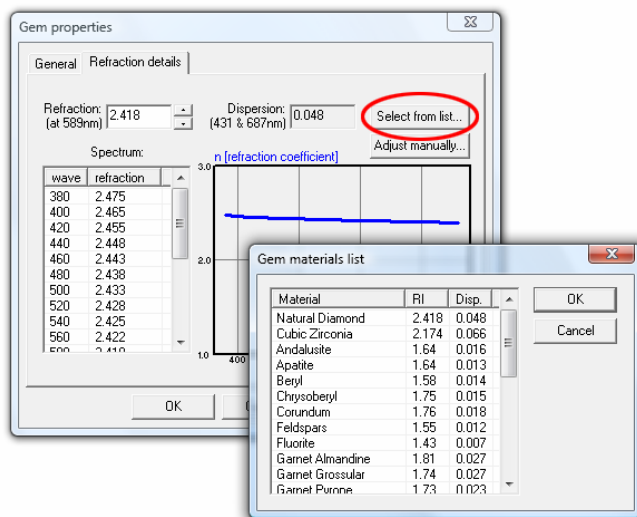 Gem properties
General Refraction details
Refraction: 2.418
(at 589nm)
Dispersion: 0.048
(431 & 687nm)
Select from list...
Adjust manually...
Spectrum:
n [refraction coefficient]
wave refraction
380 2.475
400 2.465
420 2.455
440 2.448
460 2.443
480 2.438
500 2.433
520 2.428
540 2.425
560 2.422
3.0
2.0
1.0
400
OK
Gem materials list
Material RI Disp.
Natural Diamond 2.418 0.048
Cubic Zirconia 2.174 0.066
Andalusite 1.64 0.016
Apatite 1.64 0.013
Beryl 1.58 0.014
Chrysoberyl 1.75 0.015
Corundum 1.76 0.018
Feldspars 1.55 0.012
Fluorite 1.43 0.007
Garnet Almandine 1.81 0.027
Garnet Grossular 1.74 0.027
Garnet Pyrope 1.73 0.023
OK
Cancel